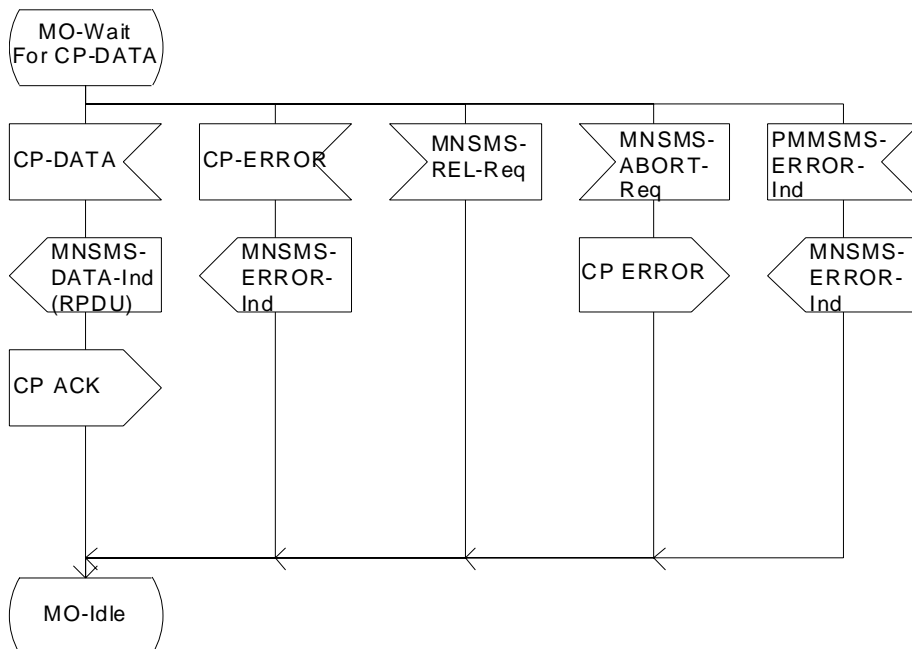 MO-Wait
For CP-DATA
CP-DATA
CP-ERROR
MNSMS-
REL-Req
MNSMS-
ABORT-
Req
PMMSMS-
ERROR-
Ind
MNSMS-
DATA-Ind
(RPDU)
MNSMS-
ERROR-
Ind
CP ERROR
MNSMS-
ERROR-
Ind
CP ACK
MO-Idle